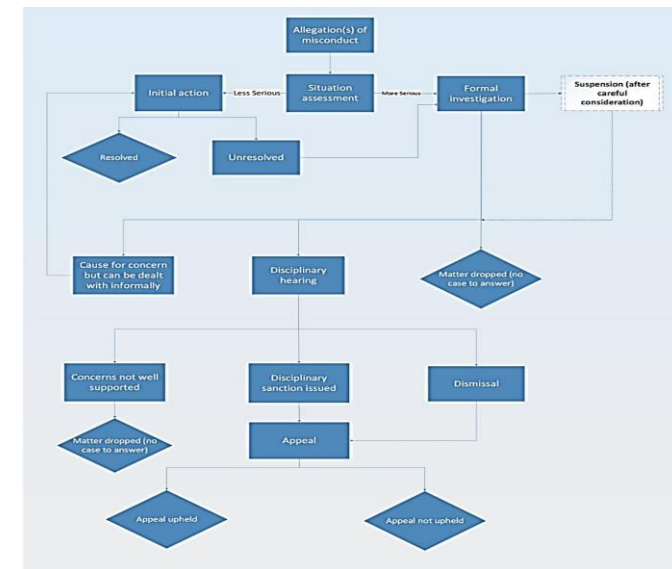 Allegation(s) of
misconduct
Initial action
Less Serious
Situation
assessment
More Serious
Formal
investigation
Suspension (after
careful
consideration)
Resolved
Unresolved
Cause for concern
but can be dealt
with informally
Disciplinary
hearing
Matter dropped (no
case to answer)
Concerns not well
supported
Disciplinary
sanction issued
Dismissal
Matter dropped (no
case to answer)
Appeal
Appeal upheld
Appeal not upheld